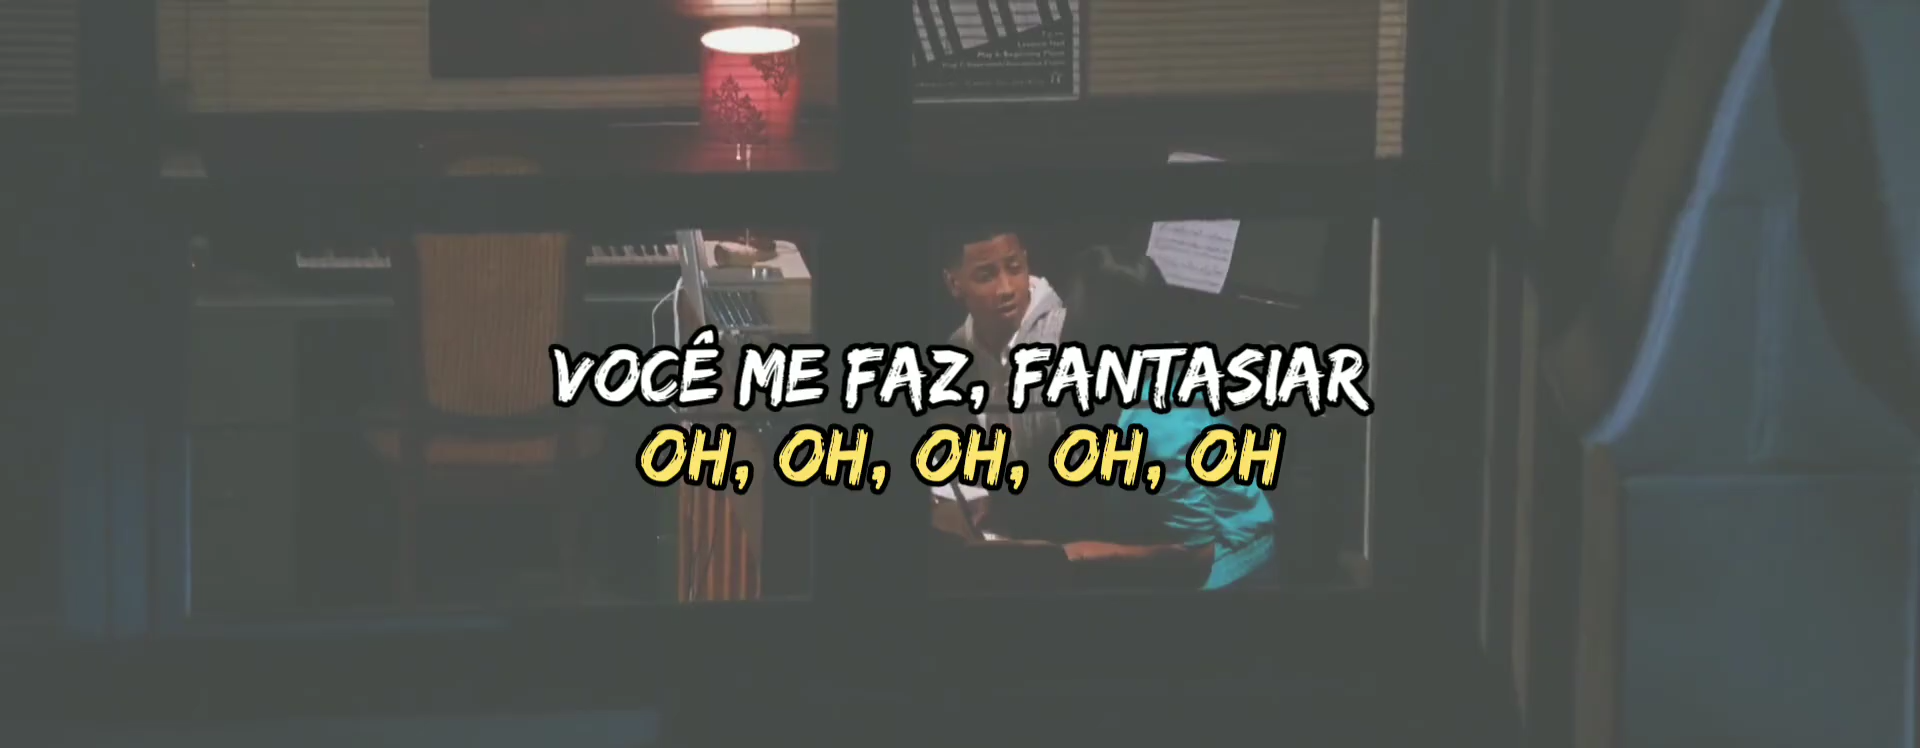 VOCÊ ME FAZ, FANTASIAR
OH, OH, OH, OH, OH